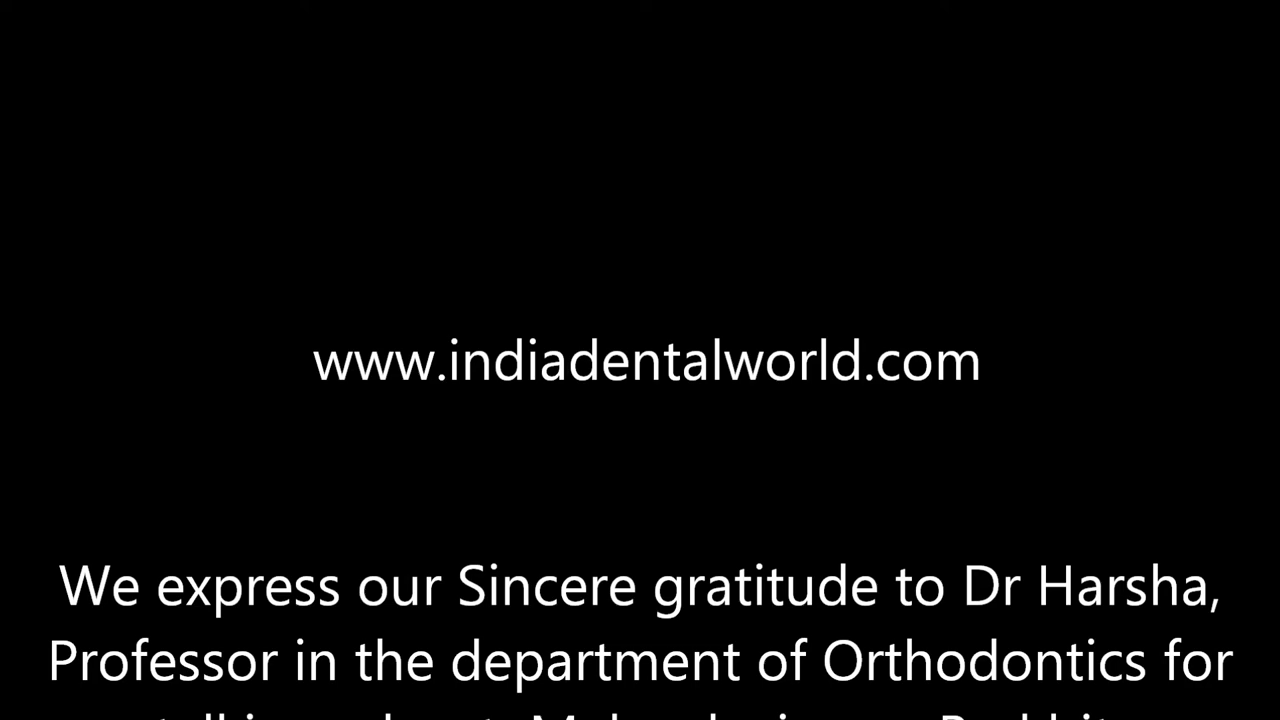 www.indiadentalworld.com
We express our Sincere gratitude to Dr Harsha,
Professor in the department of Orthodontics for